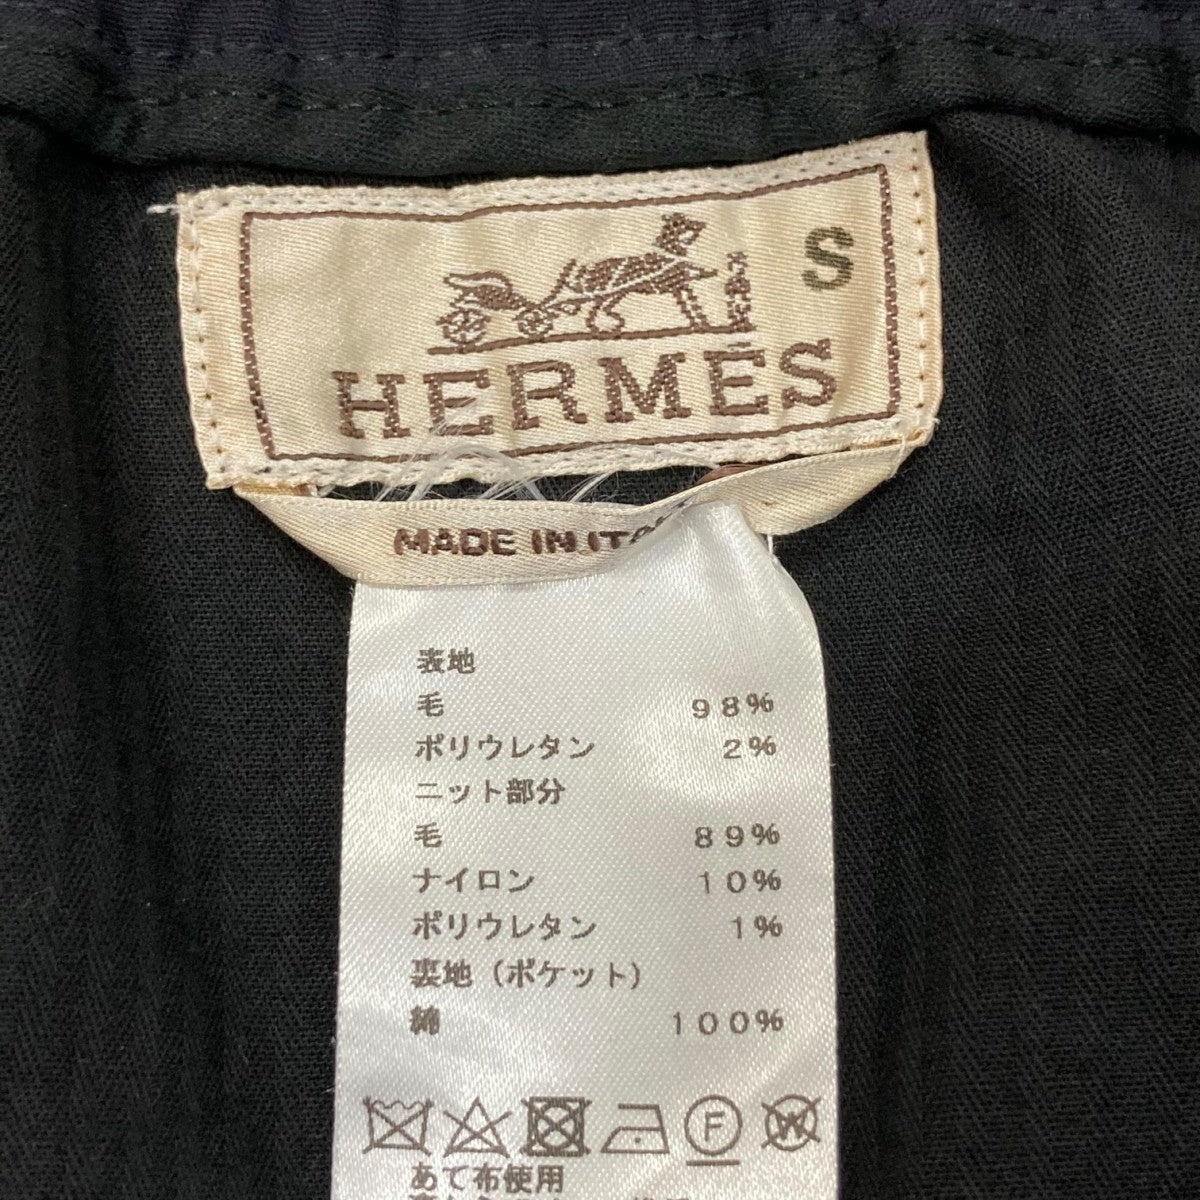 S
HERMES
MADE IN
表地
毛 98%
ポリウレタン 2%
ニット部分
毛 89%
ナイロン 10%
ポリウレタン 1%
裏地（ポケット）
綿 100%
F W
あて布使用